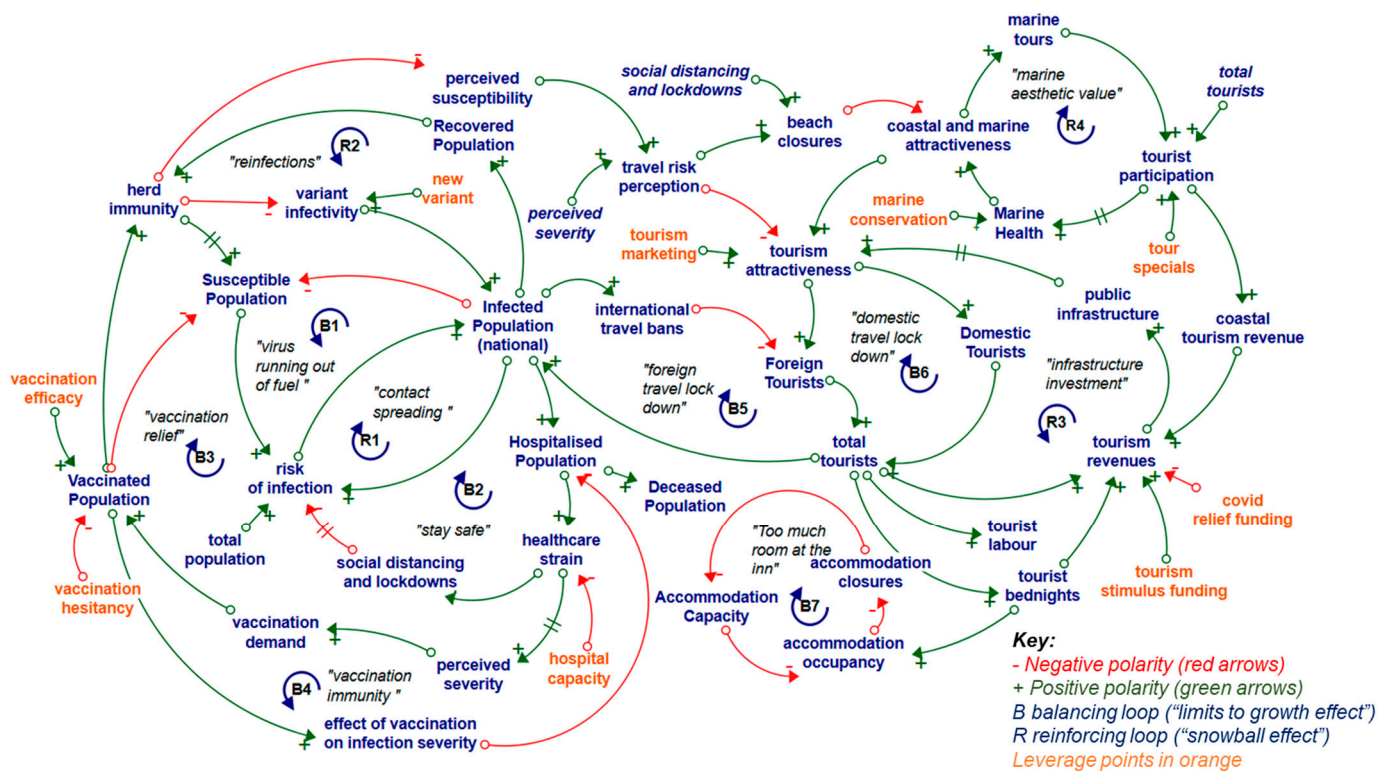 marine
tours
perceived
susceptibility
social distancing
and lockdowns
"marine
aesthetic value"
total
tourists
Recovered
Population
R2
"reinfections"
beach
closures
coastal and marine
attractiveness
R4
travel risk
perception
tourist
participation
herd
immunity
variant
infectivity
new
variant
perceived
severity
marine
conservation
Marine
Health
tourism
marketing
tourism
attractiveness
tour
specials
Susceptible
Population
Infected
Population
(national)
international
travel bans
public
infrastructure
coastal
tourism revenue
B1
"virus
running out
of fuel "
"domestic
travel lock
down"
Domestic
Tourists
B6
Foreign
Tourists
"foreign
travel lock
down"
B5
"infrastructure
investment"
R3
vaccination
efficacy
"vaccination
relief"
B3
"contact
spreading "
R1
Hospitalised
Population
total
tourists
tourism
revenues
Vaccinated
Population
risk
of infection
B2
"stay safe"
Deceased
Population
covid
relief funding
total
population
social distancing
and lockdowns
healthcare
strain
"Too much
room at the
inn"
accommodation
closures
tourist
labour
tourist
bednights
tourism
stimulus funding
vaccination
hesitancy
vaccination
demand
perceived
severity
hospital
capacity
Accommodation
Capacity
B7
accommodation
occupancy
B4
"vaccination
immunity "
effect of vaccination
on infection severity
Key:
- Negative polarity (red arrows)
+ Positive polarity (green arrows)
B balancing loop ("limits to growth effect")
R reinforcing loop ("snowball effect")
Leverage points in orange